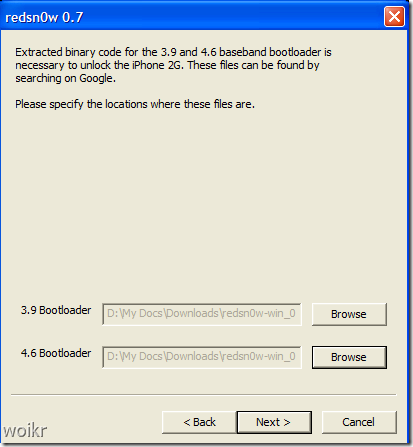 redsn0w 0.7
Extracted binary code for the 3.9 and 4.6 baseband bootloader is
necessary to unlock the iPhone 2G. These files can be found by
searching on Google.
Please specify the locations where these files are.
3.9 Bootloader D:\My Docs\Downloads\redsn0w-win_0 Browse
4.6 Bootloader D:\My Docs\Downloads\redsn0w-win_0 Browse
< Back Next > Cancel
woikr